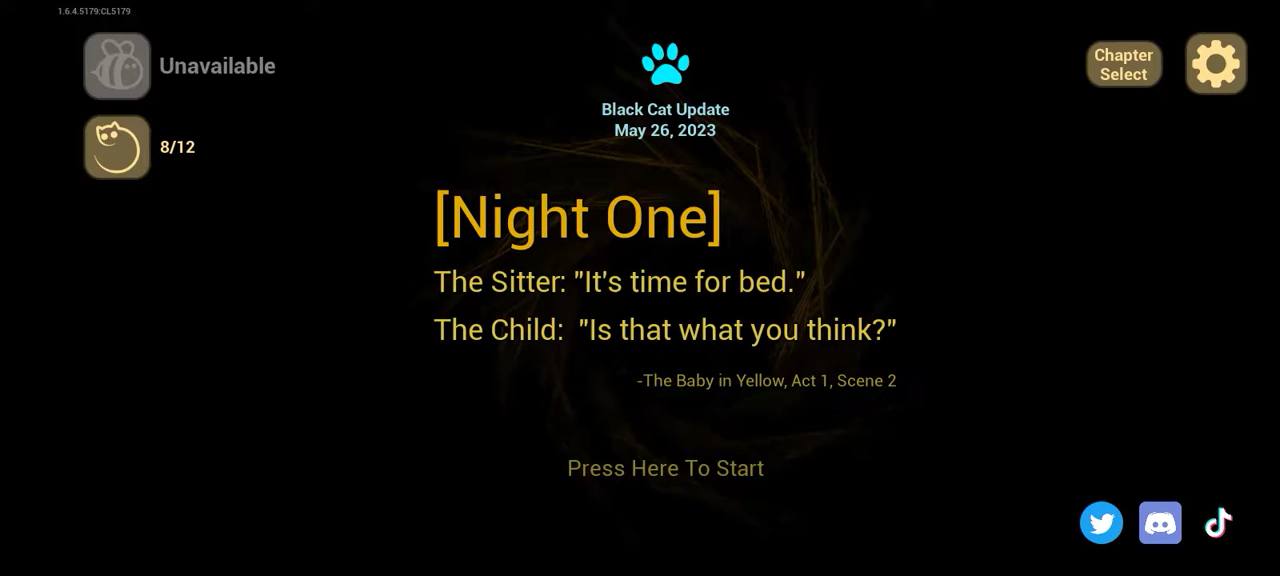 1.6.4.5179:CL5179
Unavailable
Chapter
Select
Black Cat Update
May 26, 2023
8/12
[Night One]
The Sitter: "It's time for bed."
The Child:  "Is that what you think?"
-The Baby in Yellow, Act 1, Scene 2
Press Here To Start